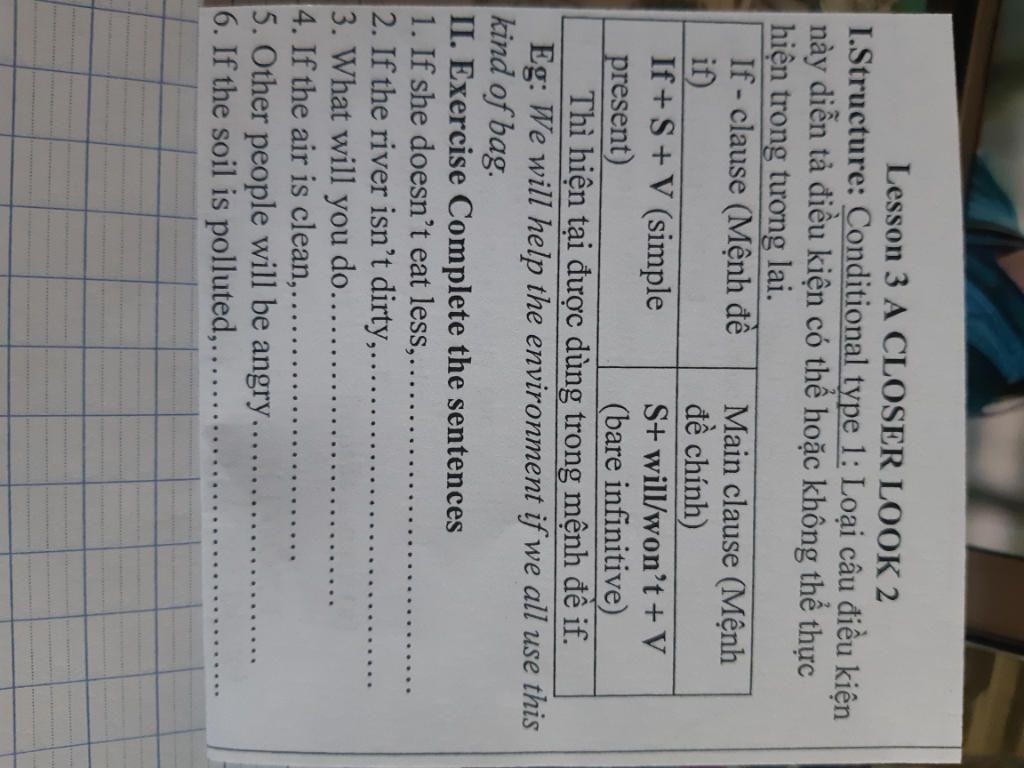 Lesson 3 A CLOSER LOOK 2
I.Structure: Conditional type 1: Loại câu điều kiện
này diễn tả điều kiện có thể hoặc không thể thực
hiện trong tương lai.
If - clause (Mệnh đề
if)
Main clause (Mệnh
đề chính)
If + S + V (simple
present)
S+ will/won't + V
(bare infinitive)
Thì hiện tại được dùng trong mệnh đề if.
Eg: We will help the environment if we all use this
kind of bag.
II. Exercise Complete the sentences
1. If she doesn't eat less,..............................
2. If the river isn't dirty,..............................
3. What will you do..............................
4. If the air is clean,..............................
5. Other people will be angry..............................
6. If the soil is polluted,..............................